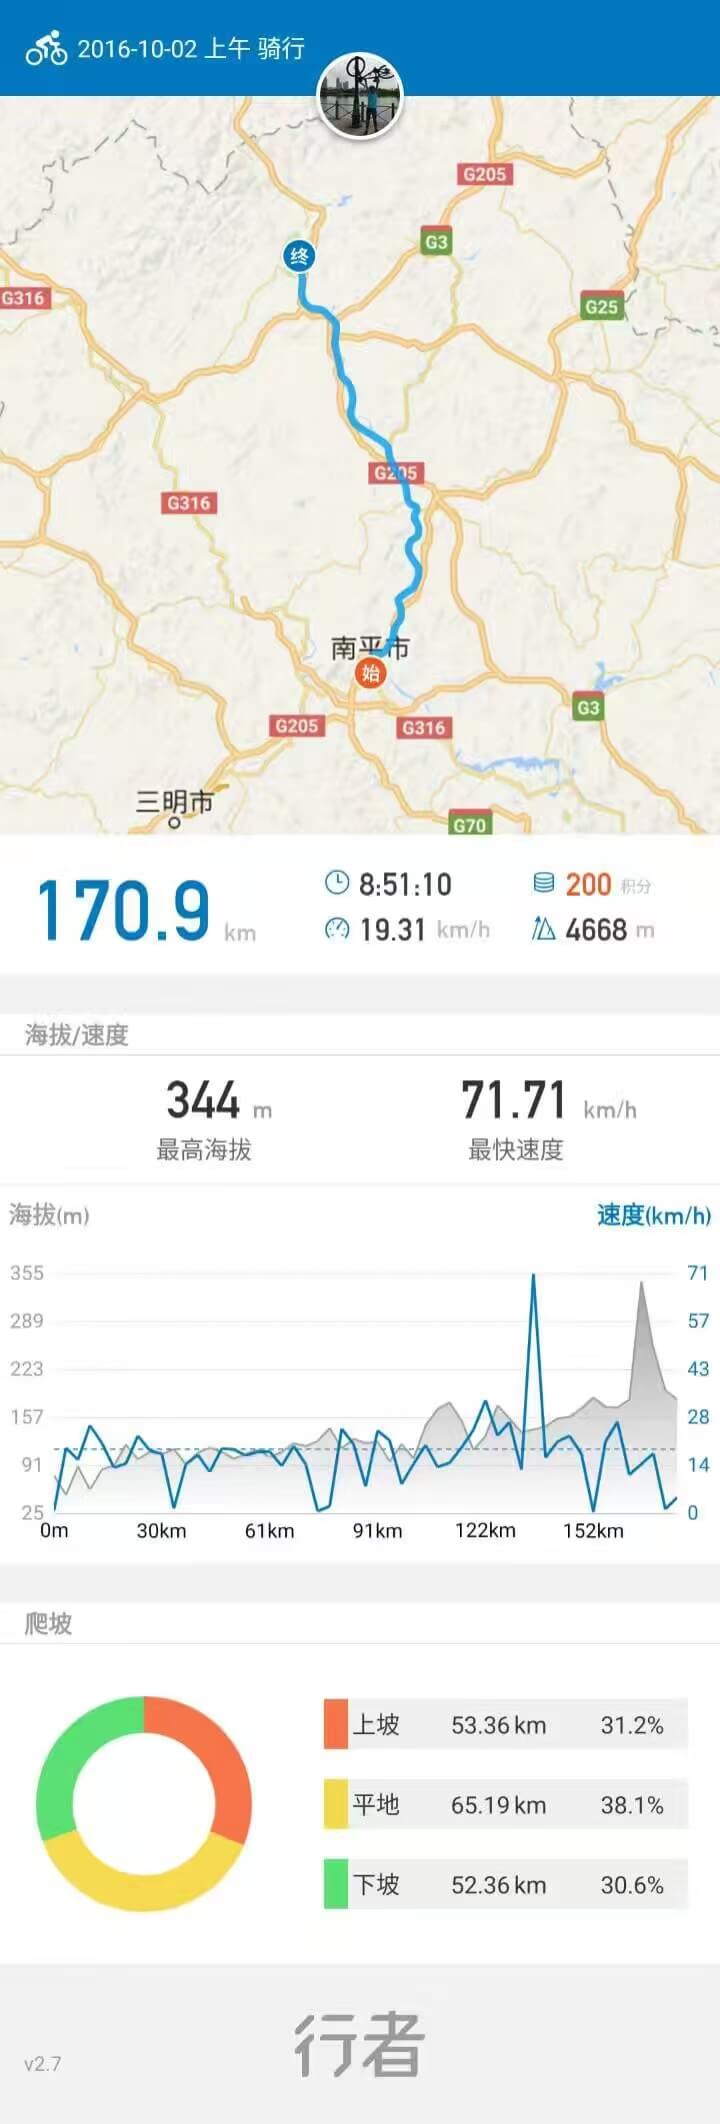 2016-10-02 上午 骑行
G205
G3
终
G316
G25
G205
G316
南平市
始
G3
G205
G316
三明市
G70
170.9 km
8:51:10
200 积分
19.31 km/h
4668 m
海拔/速度
344 m
71.71 km/h
最高海拔
最快速度
海拔(m)
速度(km/h)
355
71
289
57
223
43
157
28
91
14
25
0
0m
30km
61km
91km
122km
152km
爬坡
上坡 53.36 km 31.2%
平地 65.19 km 38.1%
下坡 52.36 km 30.6%
行者
v2.7